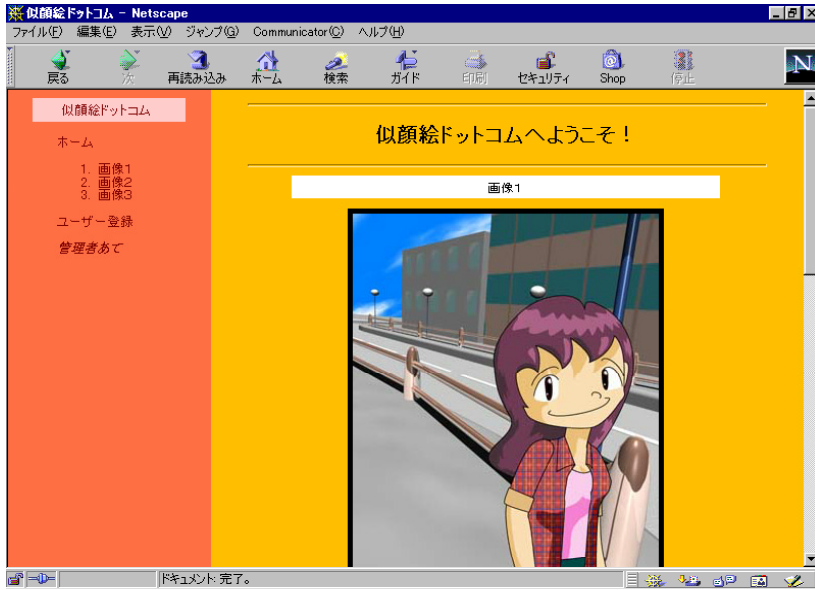 似顔絵ドットコム - Netscape
ファイル(F) 編集(E) 表示(V) ジャンプ(G) Communicator(C) ヘルプ(H)
戻る 次 再読み込み ホーム 検索 ガイド 印刷 セキュリティ Shop 停止
N
似顔絵ドットコム
ホーム
1. 画像1
2. 画像2
3. 画像3
ユーザー登録
管理者あて
似顔絵ドットコムへようこそ！
画像1
ドキュメント: 完了。